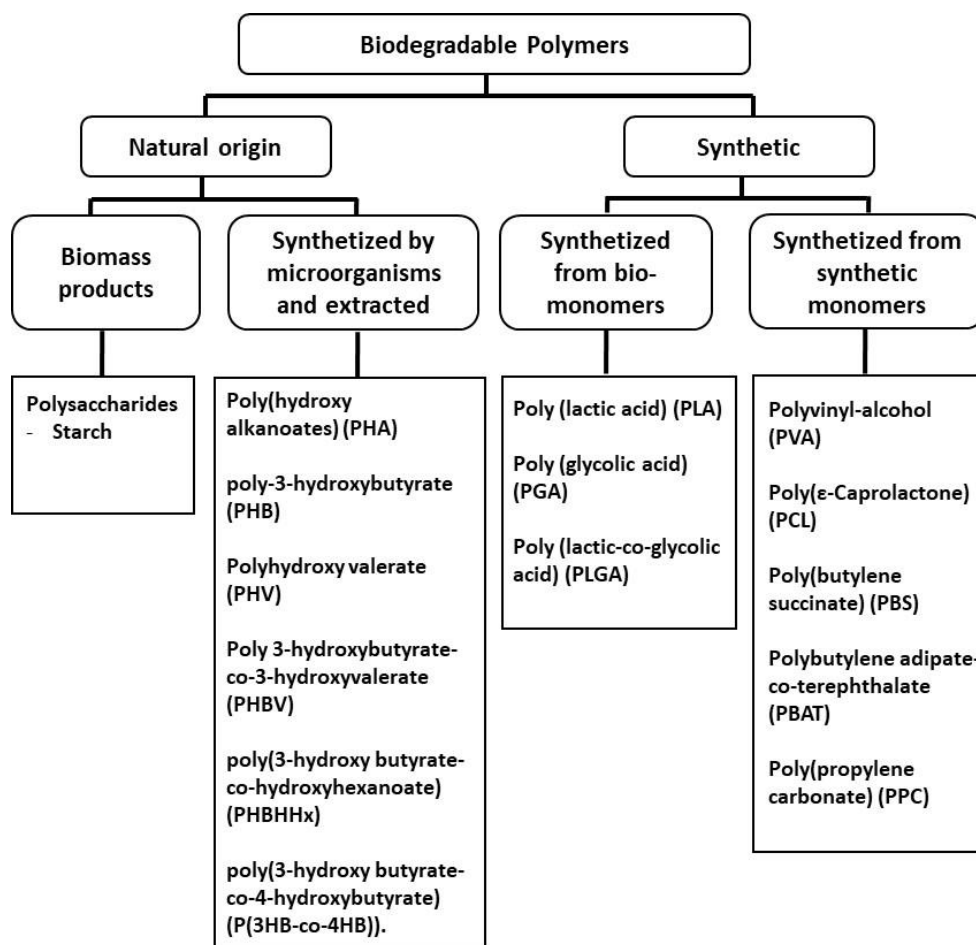 Biodegradable Polymers
Natural origin
Synthetic
Biomass
products
Synthetized by
microorganisms
and extracted
Synthetized
from bio-
monomers
Synthetized from
synthetic
monomers
Polysaccharides
- Starch
Poly(hydroxy
alkanoates) (PHA)
poly-3-hydroxybutyrate
(PHB)
Polyhydroxy valerate
(PHV)
Poly 3-hydroxybutyrate-
co-3-hydroxyvalerate
(PHBV)
poly(3-hydroxy butyrate-
co-hydroxyhexanoate)
(PHBHHx)
poly(3-hydroxy butyrate-
co-4-hydroxybutyrate)
(P(3HB-co-4HB)).
Poly (lactic acid) (PLA)
Poly (glycolic acid)
(PGA)
Poly (lactic-co-glycolic
acid) (PLGA)
Polyvinyl-alcohol
(PVA)
Poly(ε-Caprolactone)
(PCL)
Poly(butylene
succinate) (PBS)
Polybutylene adipate-
co-terephthalate
(PBAT)
Poly(propylene
carbonate) (PPC)